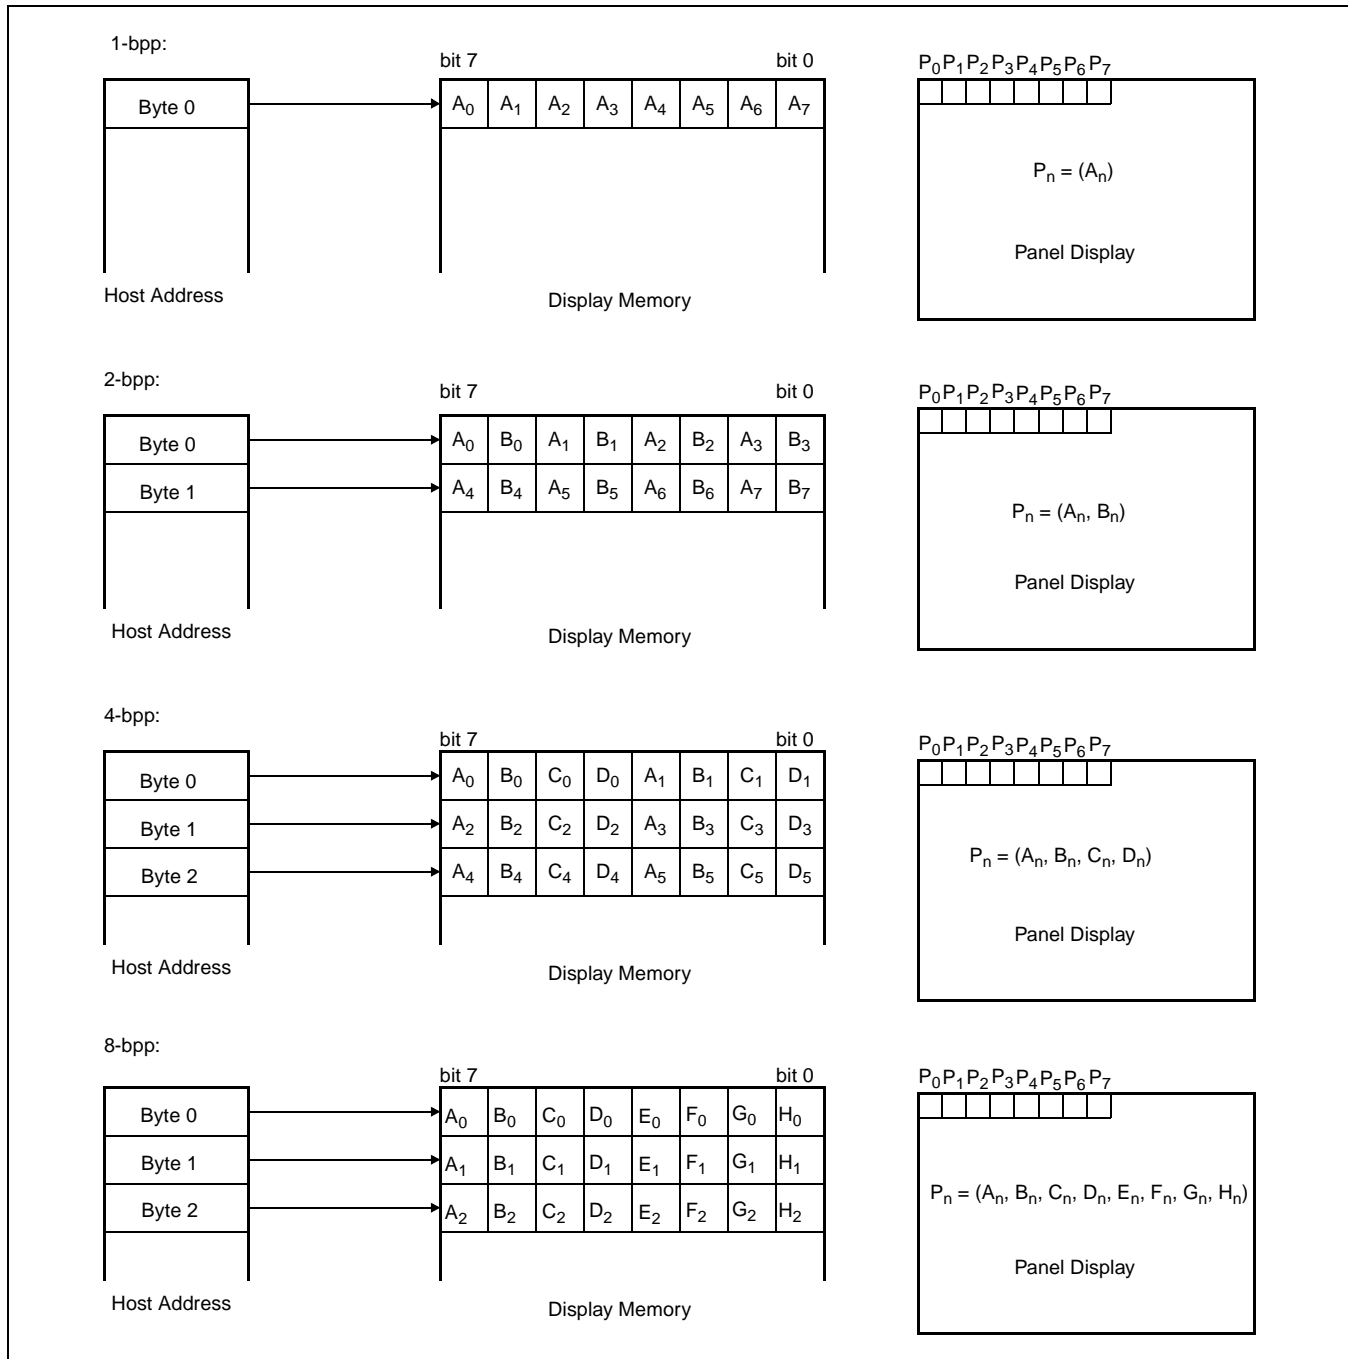 1-bpp:
bit 7 bit 0
P₀P₁P₂P₃P₄P₅P₆P₇
Byte 0 A₀ A₁ A₂ A₃ A₄ A₅ A₆ A₇
Pₙ = (Aₙ)
Panel Display
Host Address Display Memory
2-bpp:
bit 7 bit 0
P₀P₁P₂P₃P₄P₅P₆P₇
Byte 0 A₀ B₀ A₁ B₁ A₂ B₂ A₃ B₃
Byte 1 A₄ B₄ A₅ B₅ A₆ B₆ A₇ B₇
Pₙ = (Aₙ, Bₙ)
Panel Display
Host Address Display Memory
4-bpp:
bit 7 bit 0
P₀P₁P₂P₃P₄P₅P₆P₇
Byte 0 A₀ B₀ C₀ D₀ A₁ B₁ C₁ D₁
Byte 1 A₂ B₂ C₂ D₂ A₃ B₃ C₃ D₃
Byte 2 A₄ B₄ C₄ D₄ A₅ B₅ C₅ D₅
Pₙ = (Aₙ, Bₙ, Cₙ, Dₙ)
Panel Display
Host Address Display Memory
8-bpp:
bit 7 bit 0
P₀P₁P₂P₃P₄P₅P₆P₇
Byte 0 A₀ B₀ C₀ D₀ E₀ F₀ G₀ H₀
Byte 1 A₁ B₁ C₁ D₁ E₁ F₁ G₁ H₁
Byte 2 A₂ B₂ C₂ D₂ E₂ F₂ G₂ H₂
Pₙ = (Aₙ, Bₙ, Cₙ, Dₙ, Eₙ, Fₙ, Gₙ, Hₙ)
Panel Display
Host Address Display Memory